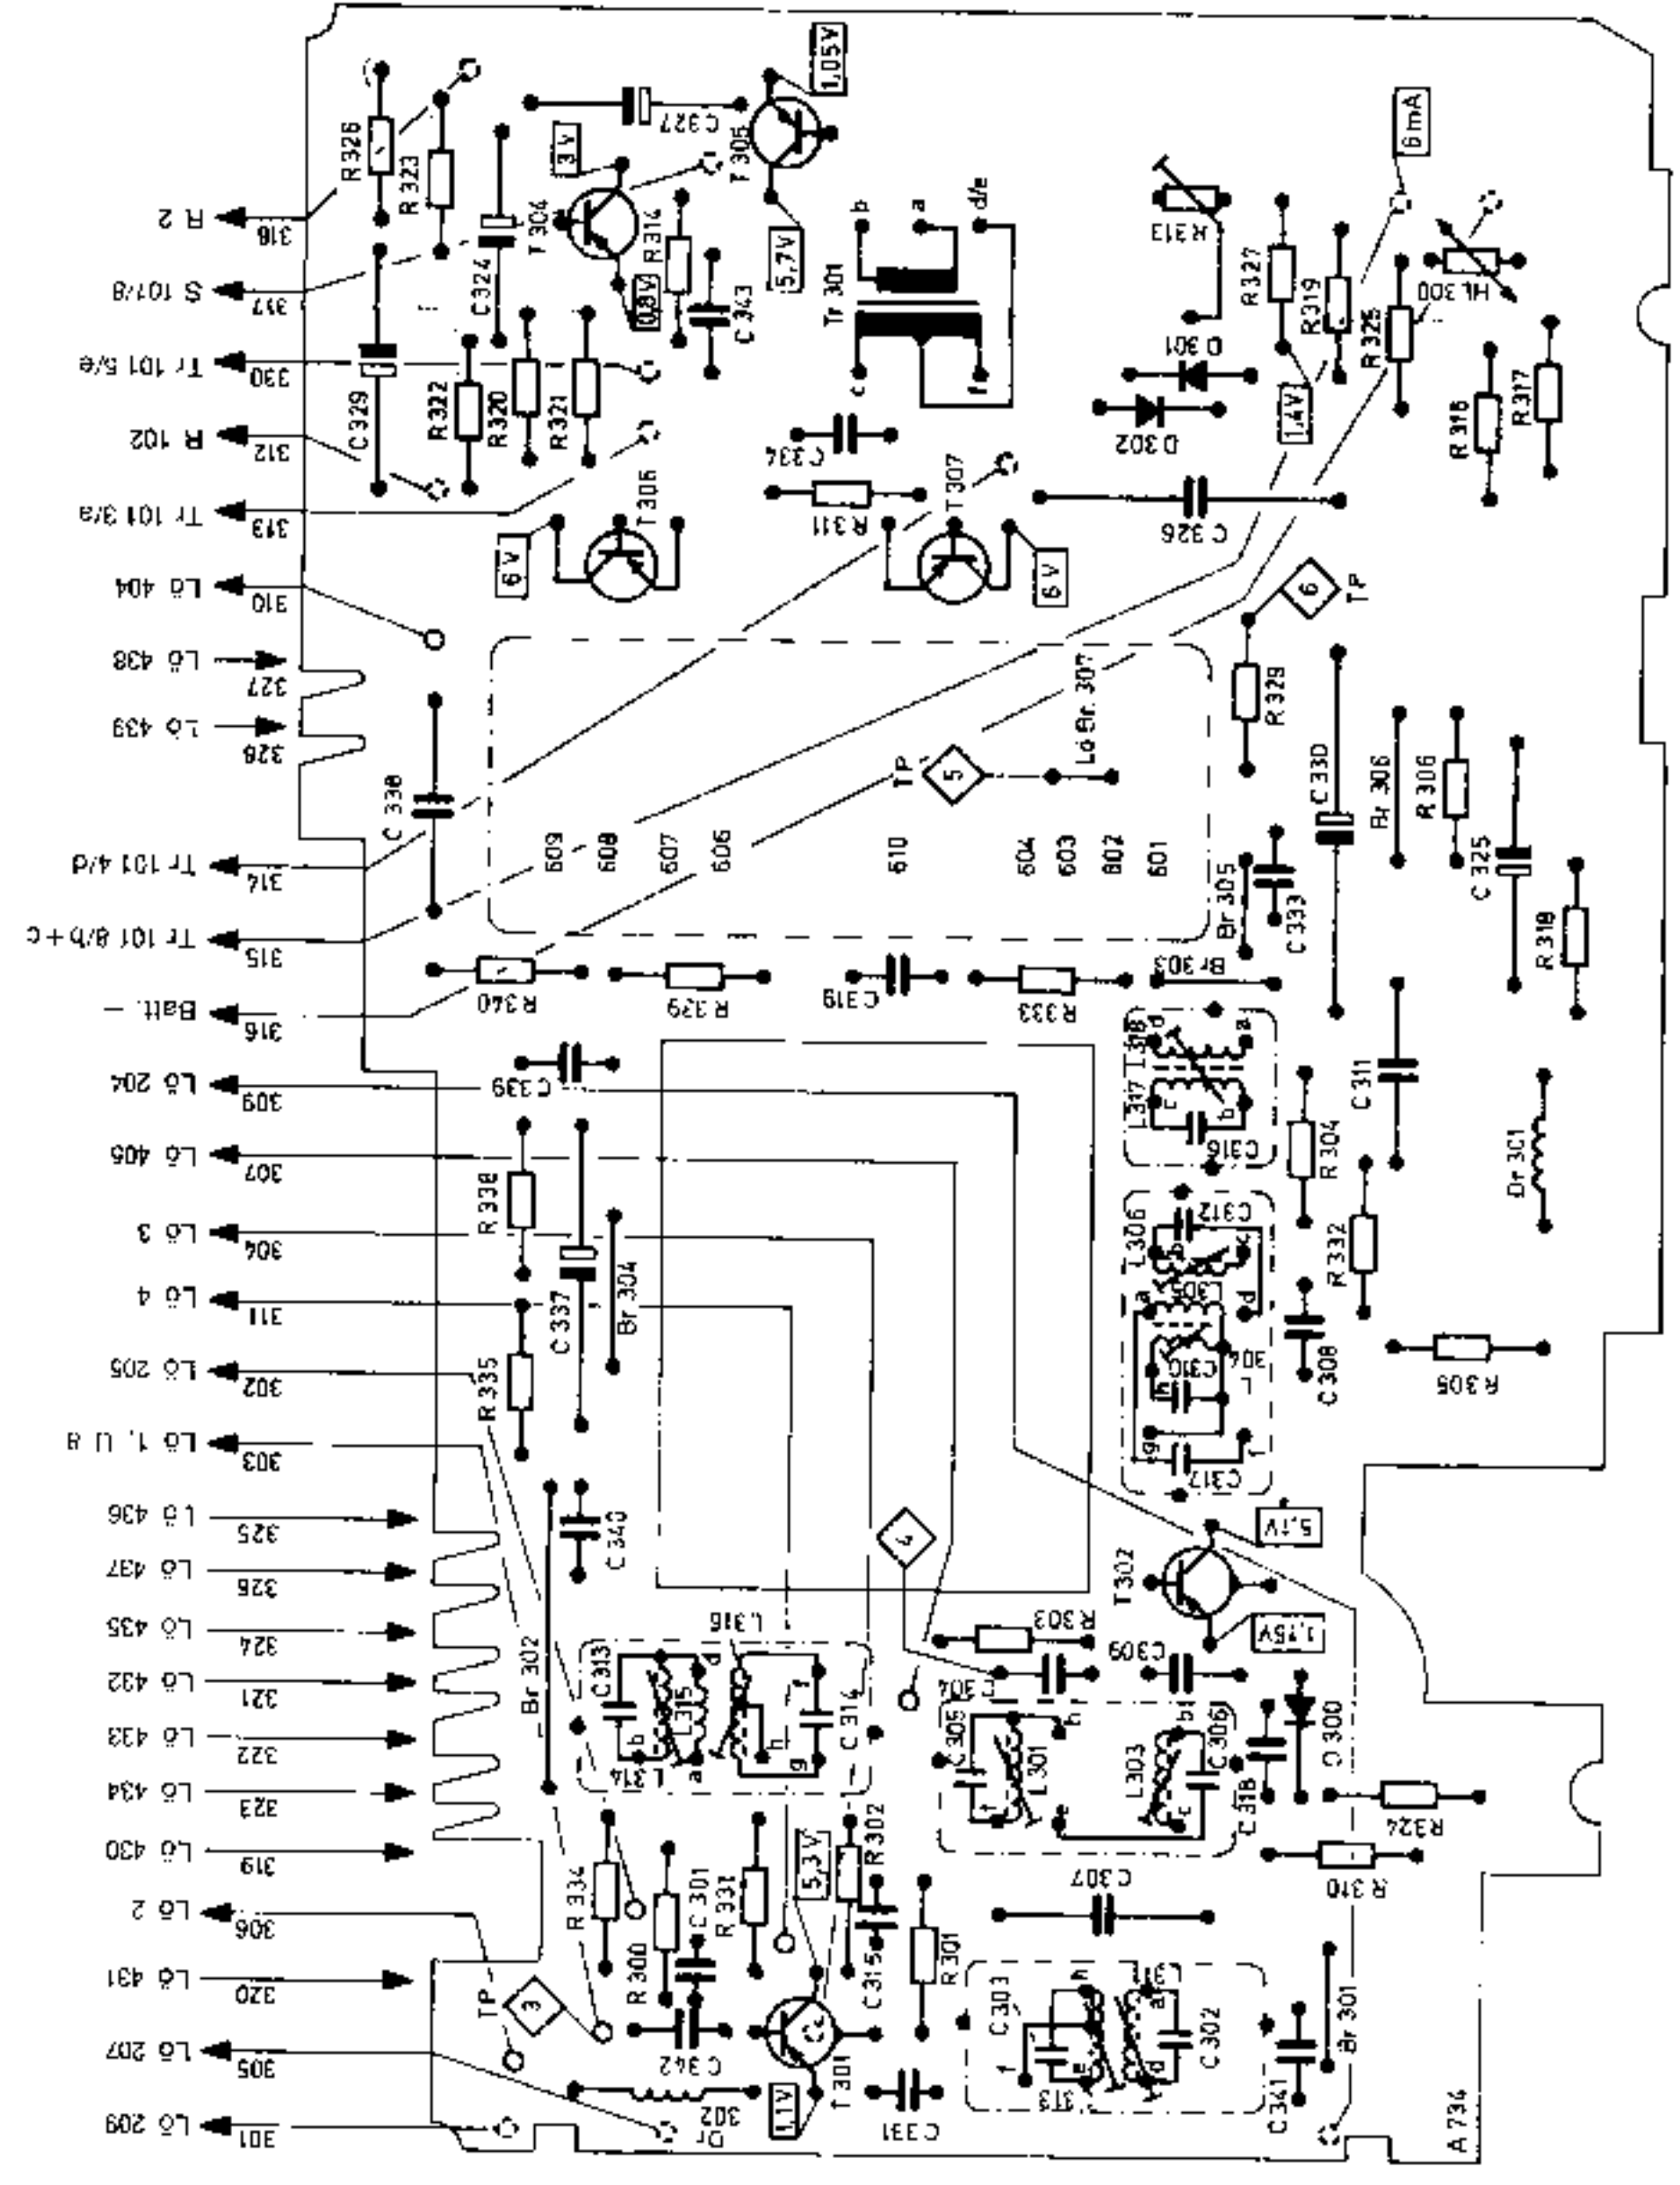 R 2
318
S 101/8
317
Tr 101 5/e
330
R 102
312
Tr 101 3/a
313
Lö 404
310
Lö 438
327
Lö 439
328
Tr 101 4/d
314
Tr 101 8/b+c
315
Batt. –
316
Lö 204
309
Lö 405
307
Lö 3
304
Lö 4
311
Lö 205
302
Lö 1, U 8
303
Lö 436
325
Lö 437
326
Lö 435
324
Lö 432
321
Lö 433
322
Lö 434
323
Lö 430
319
Lö 2
306
Lö 431
320
Lö 207
305
Lö 209
301
R 326
R 323
C 327
1,05V
T 305
3V
T 304
C 324
R 314
0,8V
C 343
5,7V
C 329
R 322
R 320
R 321
Tr 301
b
a
d/e
c
f
R 313
6mA
R 327
R 319
R 325
HL 300
D 301
D 302
1,4V
R 316
R 317
C 334
R 311
T 306
6V
T 307
6V
C 326
6
TP
C 338
TP
5
Lö Br. 307
R 329
C 330
Br 306
R 306
C 325
R 318
609
608
607
606
610
604
603
602
601
Br 305
C 333
R 340
R 339
C 319
R 333
Br 303
C 339
R 338
C 337
Br 304
R 335
C 340
Br 302
L 317
L 318
d
a
c
b
C 316
R 304
C 311
Dr 301
R 332
L 306
C 312
b
c
L 305
a
d
C 310
L 304
h
g
f
C 317
C 308
R 305
5,1V
T 302
1,75V
4
R 303
C 309
C 304
C 313
L 316
L 315
L 314
b
a
d
h
f
g
C 314
C 305
L 301
h
f
e
L 303
b
c
C 306
C 318
D 300
R 324
R 310
C 307
R 334
R 300
C 301
R 331
5,3V
R 302
C 315
R 301
TP
3
C 342
Dr 302
T 301
1,1V
C 331
C 303
h
f
e
313
a
d
C 302
C 341
Br 301
A 734